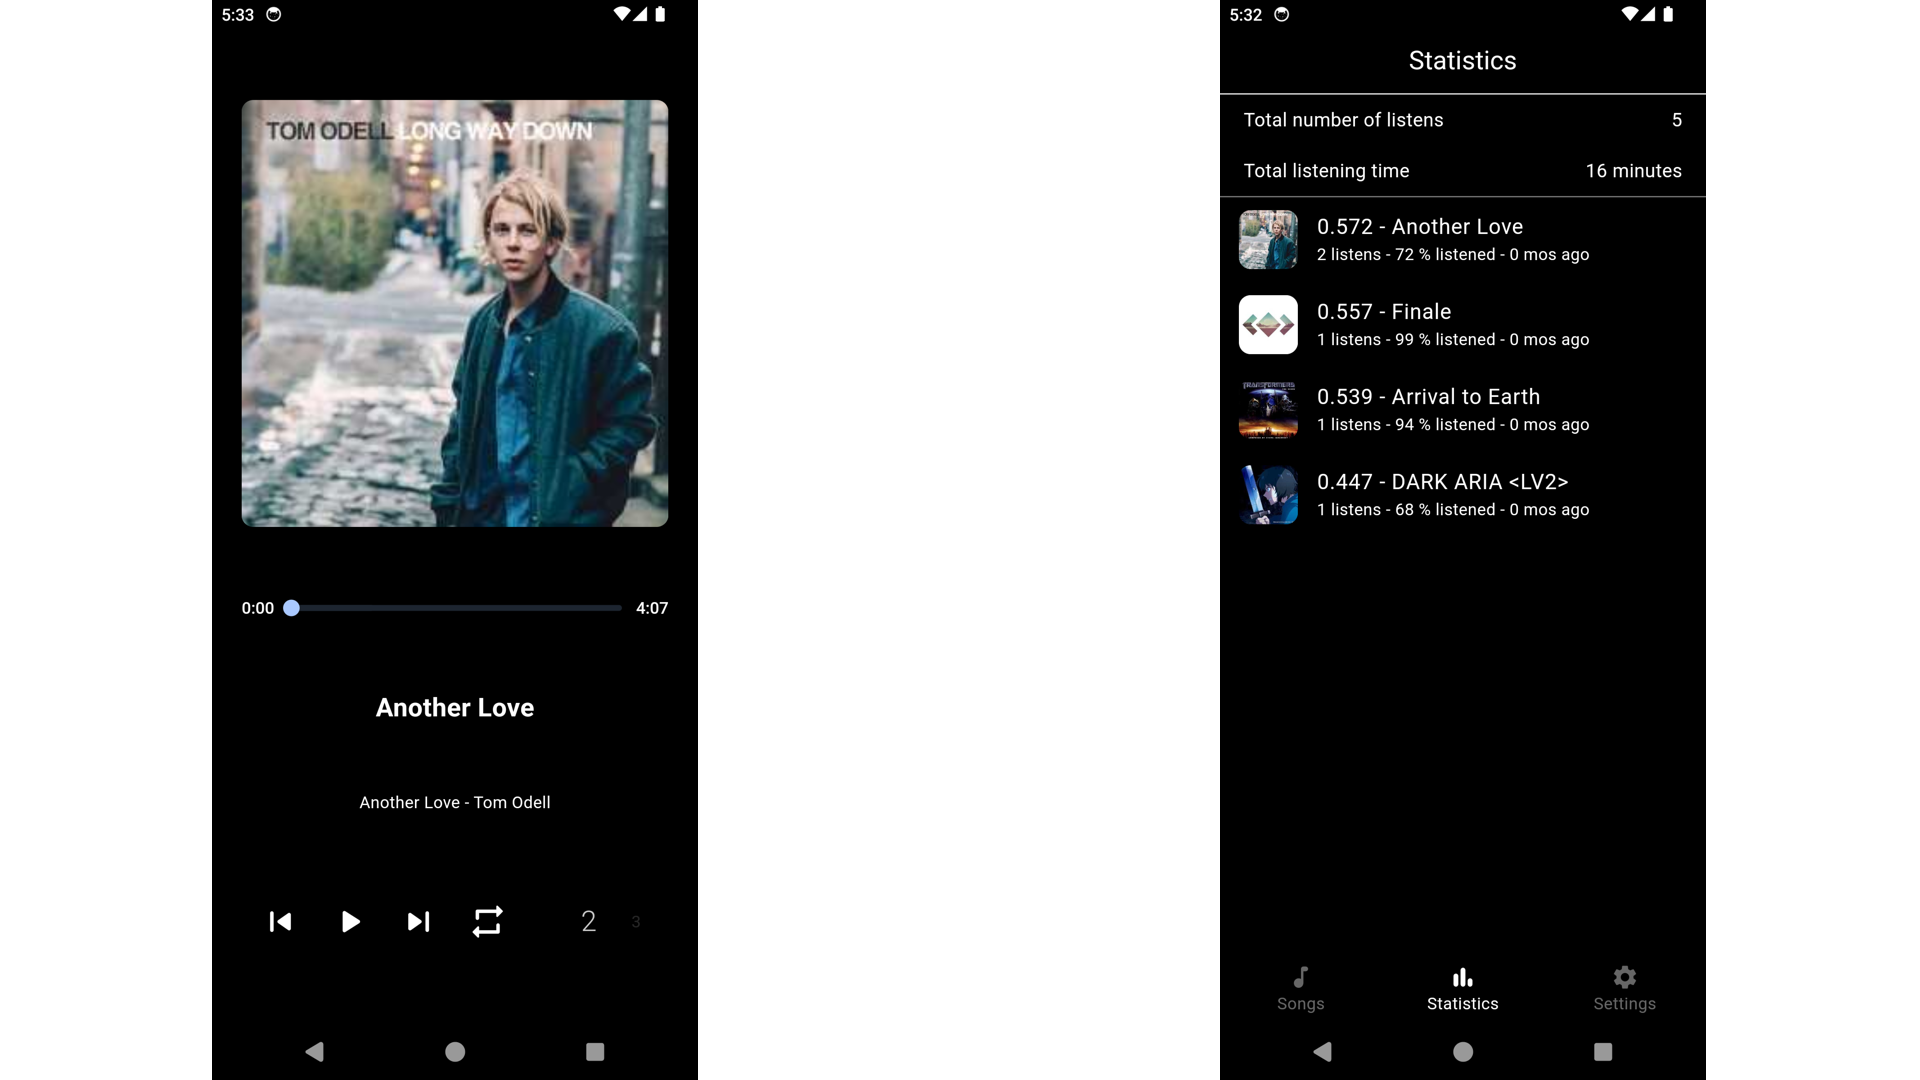 5:33
TOM ODELL LONG WAY DOWN
0:00
4:07
Another Love
Another Love - Tom Odell
2
3
5:32
Statistics
Total number of listens 5
Total listening time 16 minutes
0.572 - Another Love
2 listens - 72 % listened - 0 mos ago
0.557 - Finale
1 listens - 99 % listened - 0 mos ago
TRANSFORMERS
0.539 - Arrival to Earth
1 listens - 94 % listened - 0 mos ago
0.447 - DARK ARIA <LV2>
1 listens - 68 % listened - 0 mos ago
Songs
Statistics
Settings